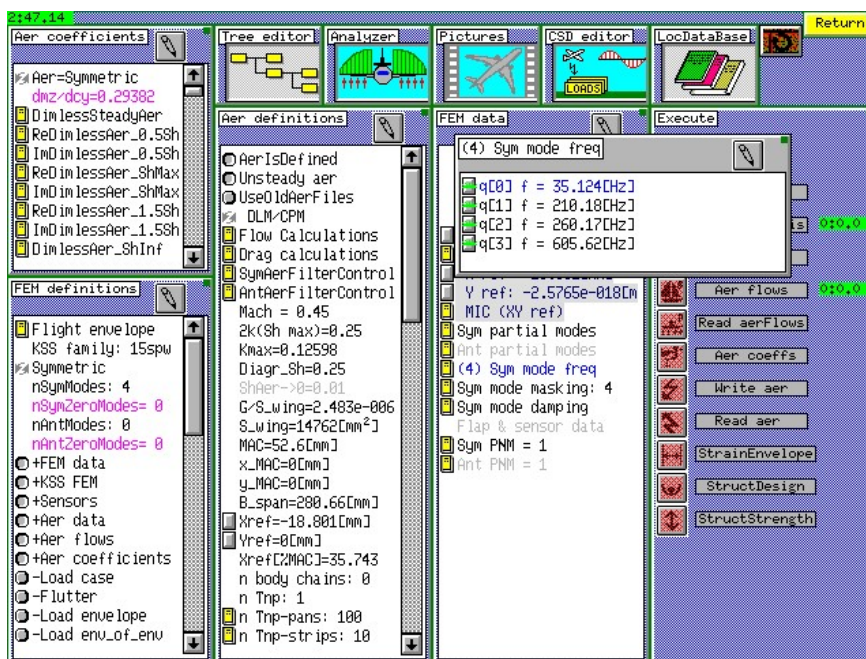 2:47.14
Return
Aer coefficients
Aer=Symmetric
dmz/dcy=0.29382
DimlessSteadyAer
ReDimlessAer_0.5Sh
ImDimlessAer_0.5Sh
ReDimlessAer_ShMax
ImDimlessAer_ShMax
ReDimlessAer_1.5Sh
ImDimlessAer_1.5Sh
DimlessAer_ShInf
Tree editor
Analyzer
Pictures
CSD editor
LOADS
LocDataBase
FEM definitions
Flight envelope
KSS family: 15spw
Symmetric
nSymModes: 4
nSymZeroModes= 0
nAntModes: 0
nAntZeroModes= 0
+FEM data
+KSS FEM
+Sensors
+Aer data
+Aer flows
+Aer coefficients
-Load case
-Flutter
-Load envelope
-Load env_of_env
Aer definitions
AerIsDefined
Unsteady aer
UseOldAerFiles
DLM/CPM
Flow Calculations
Drag calculations
SymAerFilterControl
AntAerFilterControl
Mach = 0.45
2k(Sh max)=0.25
Kmax=0.12598
Diagr_Sh=0.25
ShAer->0=0.01
G/S_wing=2.483e-006
S_wing=14762[mm²]
MAC=52.6[mm]
x_MAC=0[mm]
y_MAC=0[mm]
B_span=280.66[mm]
Xref=-18.801[mm]
Yref=0[mm]
Xref[%MAC]=35.743
n body chains: 0
n Tnp: 1
n Tnp-pans: 100
n Tnp-strips: 10
FEM data
(4) Sym mode freq
q[0] f = 35.124[Hz]
q[1] f = 210.18[Hz]
q[2] f = 260.17[Hz]
q[3] f = 605.62[Hz]
Y ref: -2.5765e-018[m
MIC (XY ref)
Sym partial modes
Ant partial modes
(4) Sym mode freq
Sym mode masking: 4
Sym mode damping
Flap & sensor data
Sym PNM = 1
Ant PNM = 1
Execute
0:0.0
Aer flows
0:0.0
Read aerFlows
Aer coeffs
Write aer
Read aer
StrainEnvelope
StructDesign
StructStrength